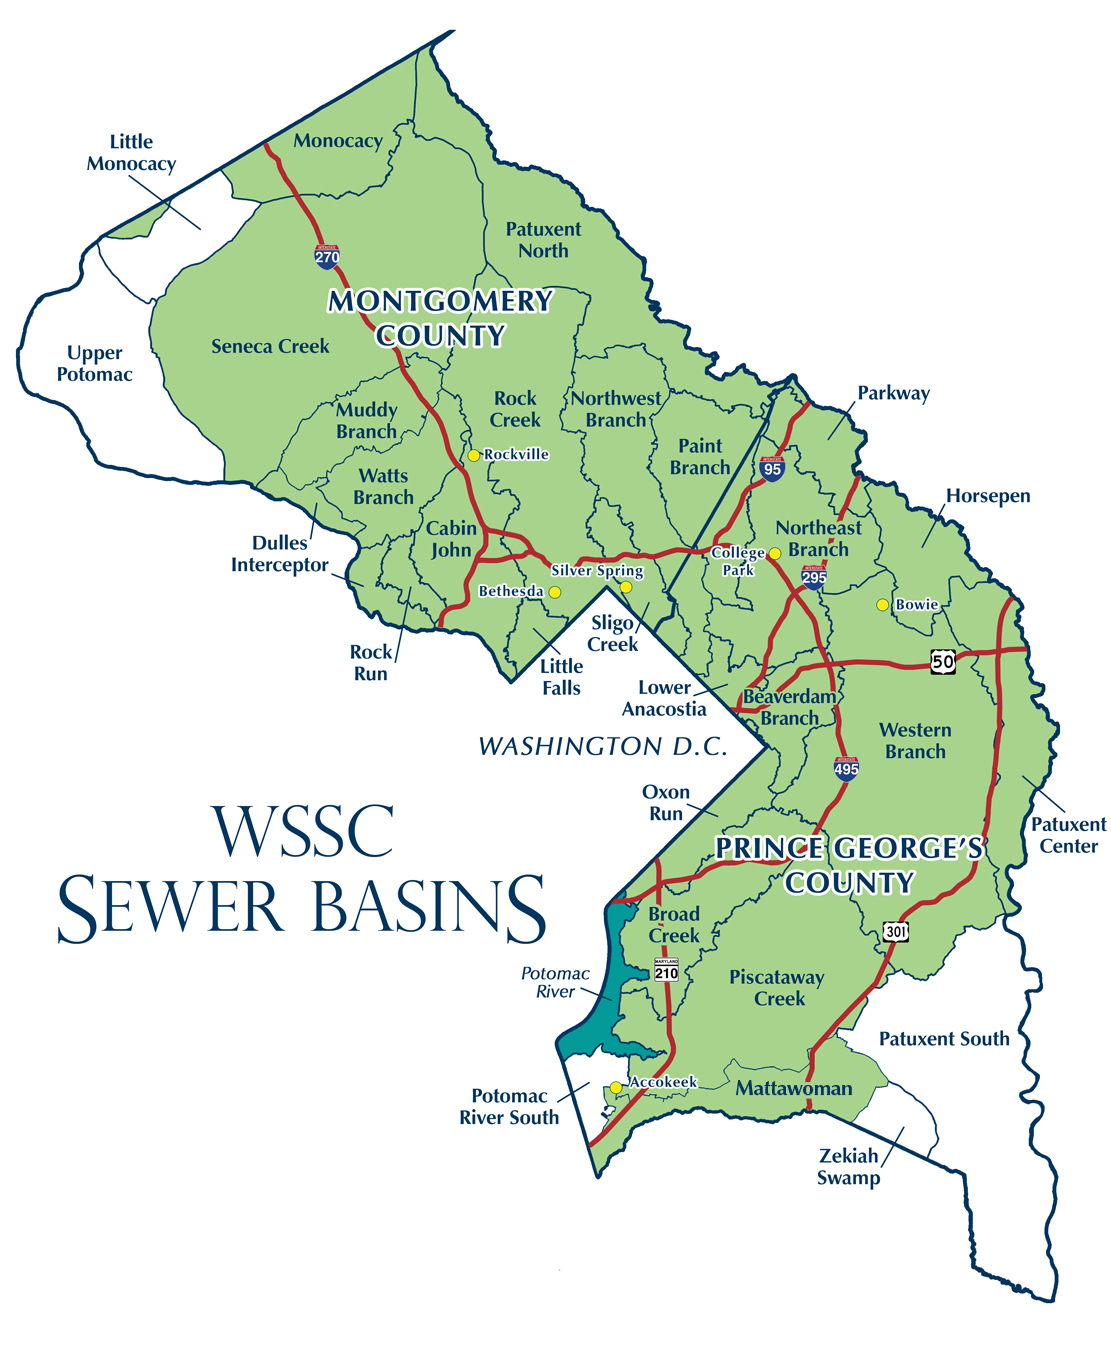 Little
Monocacy
Monocacy
Patuxent
North
INTERSTATE
270
MONTGOMERY
COUNTY
Upper
Potomac
Seneca Creek
Muddy
Branch
Rock
Creek
Northwest
Branch
Parkway
Paint
Branch
Rockville
95
Watts
Branch
Horsepen
Cabin
John
Northeast
Branch
Dulles
Interceptor
College
Park
Silver Spring
295
Bethesda
Bowie
Sligo
Creek
Rock
Run
Little
Falls
50
Lower
Anacostia
Beaverdam
Branch
Western
Branch
WASHINGTON D.C.
495
Oxon
Run
WSSC
SEWER BASINS
Patuxent
Center
PRINCE GEORGE'S
COUNTY
Broad
Creek
301
MARYLAND
210
Potomac
River
Piscataway
Creek
Patuxent South
Accokeek
Mattawoman
Potomac
River South
Zekiah
Swamp